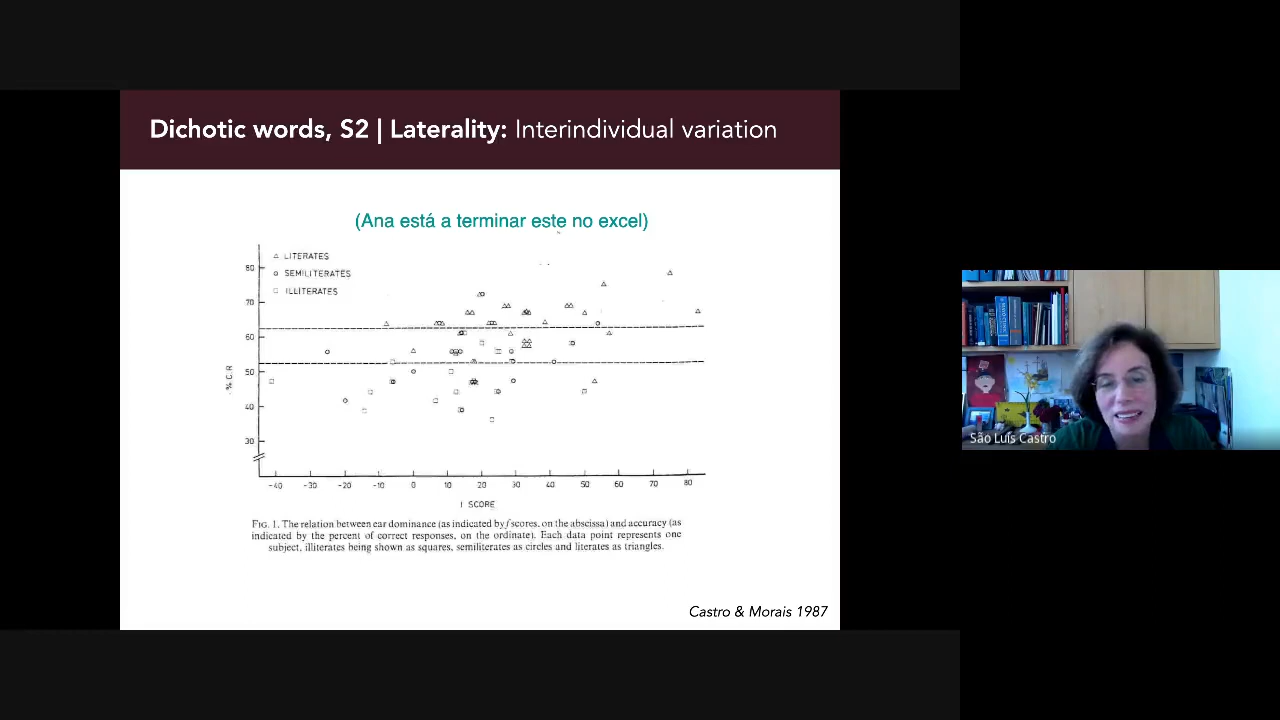 Dichotic words, S2 | Laterality: Interindividual variation
(Ana está a terminar este no excel)
△ LITERATES
○ SEMILITERATES
□ ILLITERATES
80
70
60
50
40
30
% C.R
-40 -30 -20 -10 0 10 20 30 40 50 60 70 80
f SCORE
FIG. 1. The relation between ear dominance (as indicated by f scores, on the abscissa) and accuracy (as
indicated by the percent of correct responses, on the ordinate). Each data point represents one
subject, illiterates being shown as squares, semiliterates as circles and literates as triangles.
Castro & Morais 1987
São Luís Castro